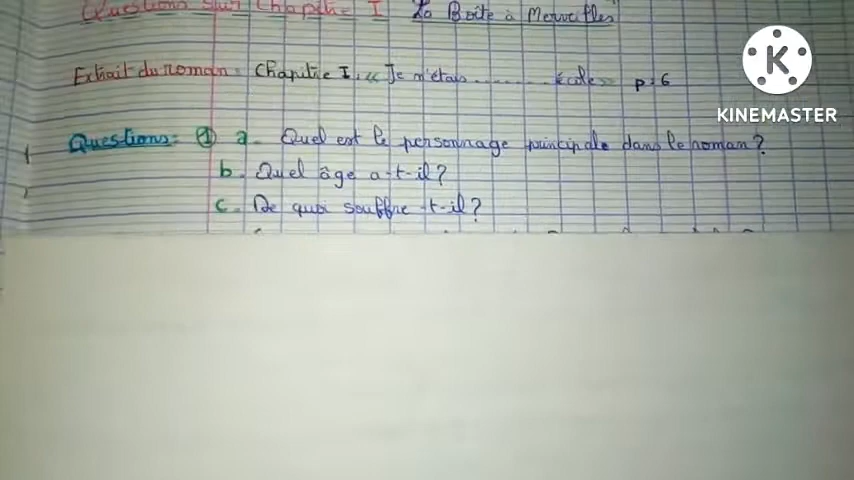 Questions sur Chapitre I La Boîte à Merveilles
Extrait du roman : Chapitre I, « Je m'étais ........... école » p: 6
Questions : ① a - Quel est le personnage principale dans le roman ?
b. Quel âge a-t-il ?
c. De quoi souffre-t-il ?
K
KINEMASTER